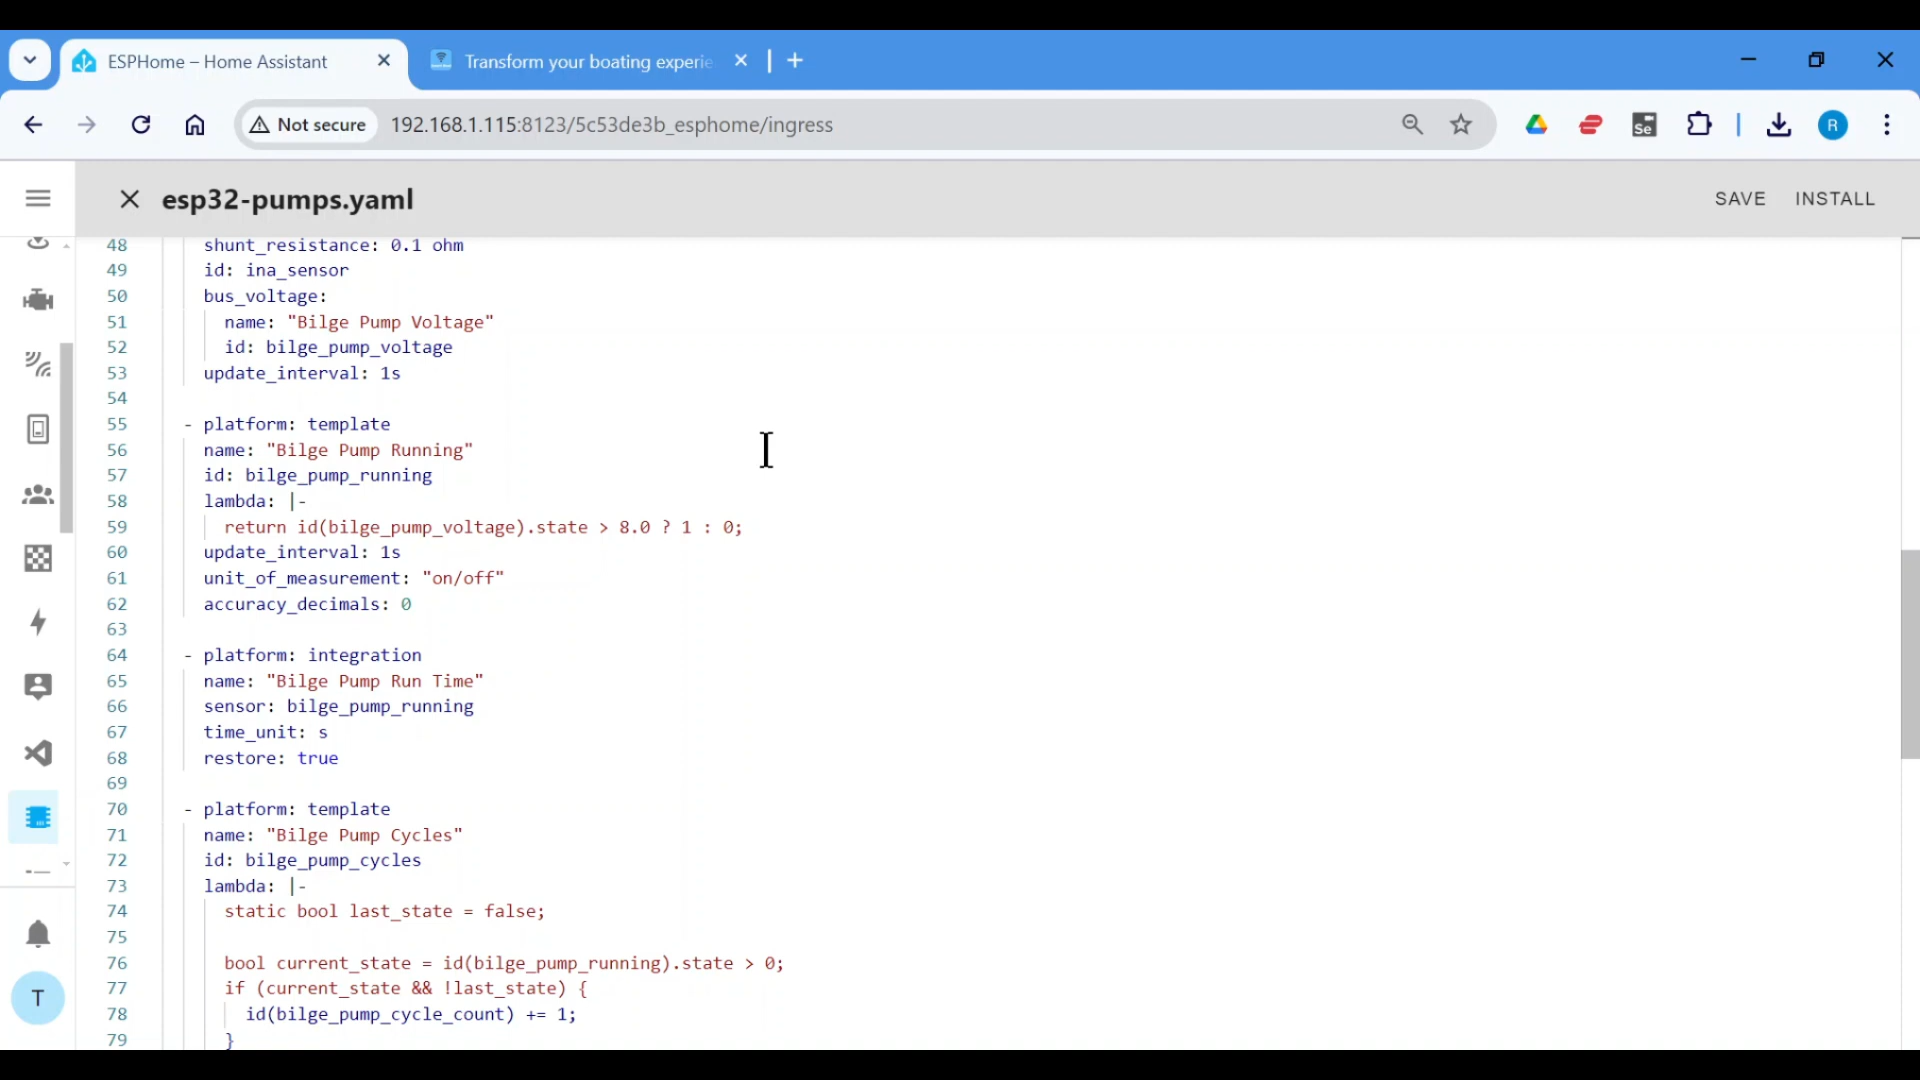 ESPHome – Home Assistant
Transform your boating experie
Not secure
192.168.1.115:8123/5c53de3b_esphome/ingress
Se
R
esp32-pumps.yaml
SAVE
INSTALL
48 shunt_resistance: 0.1 ohm
49 id: ina_sensor
50 bus_voltage:
51 name: "Bilge Pump Voltage"
52 id: bilge_pump_voltage
53 update_interval: 1s
54
55 - platform: template
56 name: "Bilge Pump Running"
57 id: bilge_pump_running
58 lambda: |-
59 return id(bilge_pump_voltage).state > 8.0 ? 1 : 0;
60 update_interval: 1s
61 unit_of_measurement: "on/off"
62 accuracy_decimals: 0
63
64 - platform: integration
65 name: "Bilge Pump Run Time"
66 sensor: bilge_pump_running
67 time_unit: s
68 restore: true
69
70 - platform: template
71 name: "Bilge Pump Cycles"
72 id: bilge_pump_cycles
73 lambda: |-
74 static bool last_state = false;
75
76 bool current_state = id(bilge_pump_running).state > 0;
77 if (current_state && !last_state) {
78 id(bilge_pump_cycle_count) += 1;
79 }
T